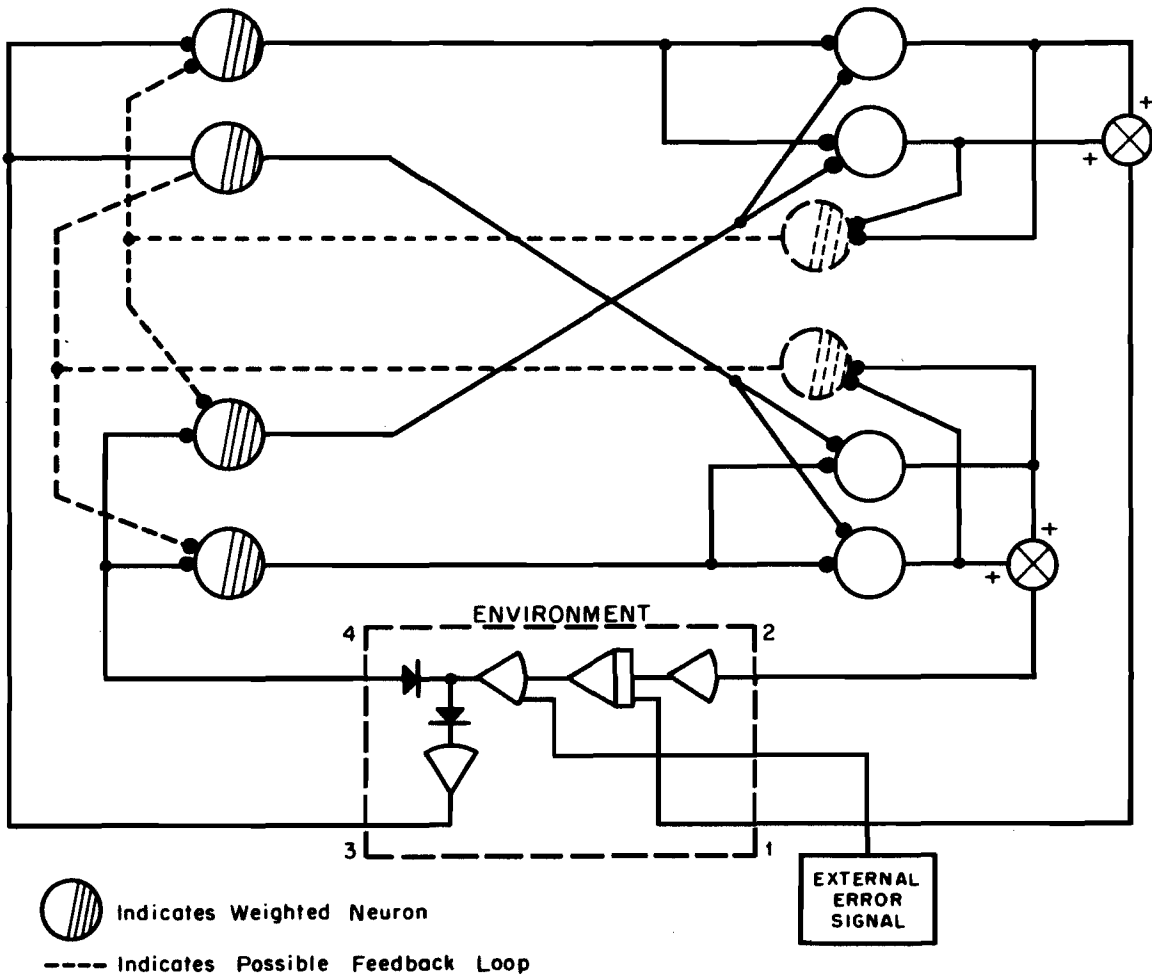 +
+
+
+
ENVIRONMENT
4
2
3
1
EXTERNAL
ERROR
SIGNAL
Indicates Weighted Neuron
Indicates Possible Feedback Loop